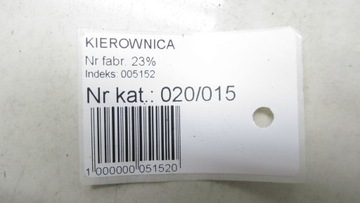 KIEROWNICA
Nr fabr. 23%
Indeks: 005152
Nr kat.: 020/015
1 000000 051520